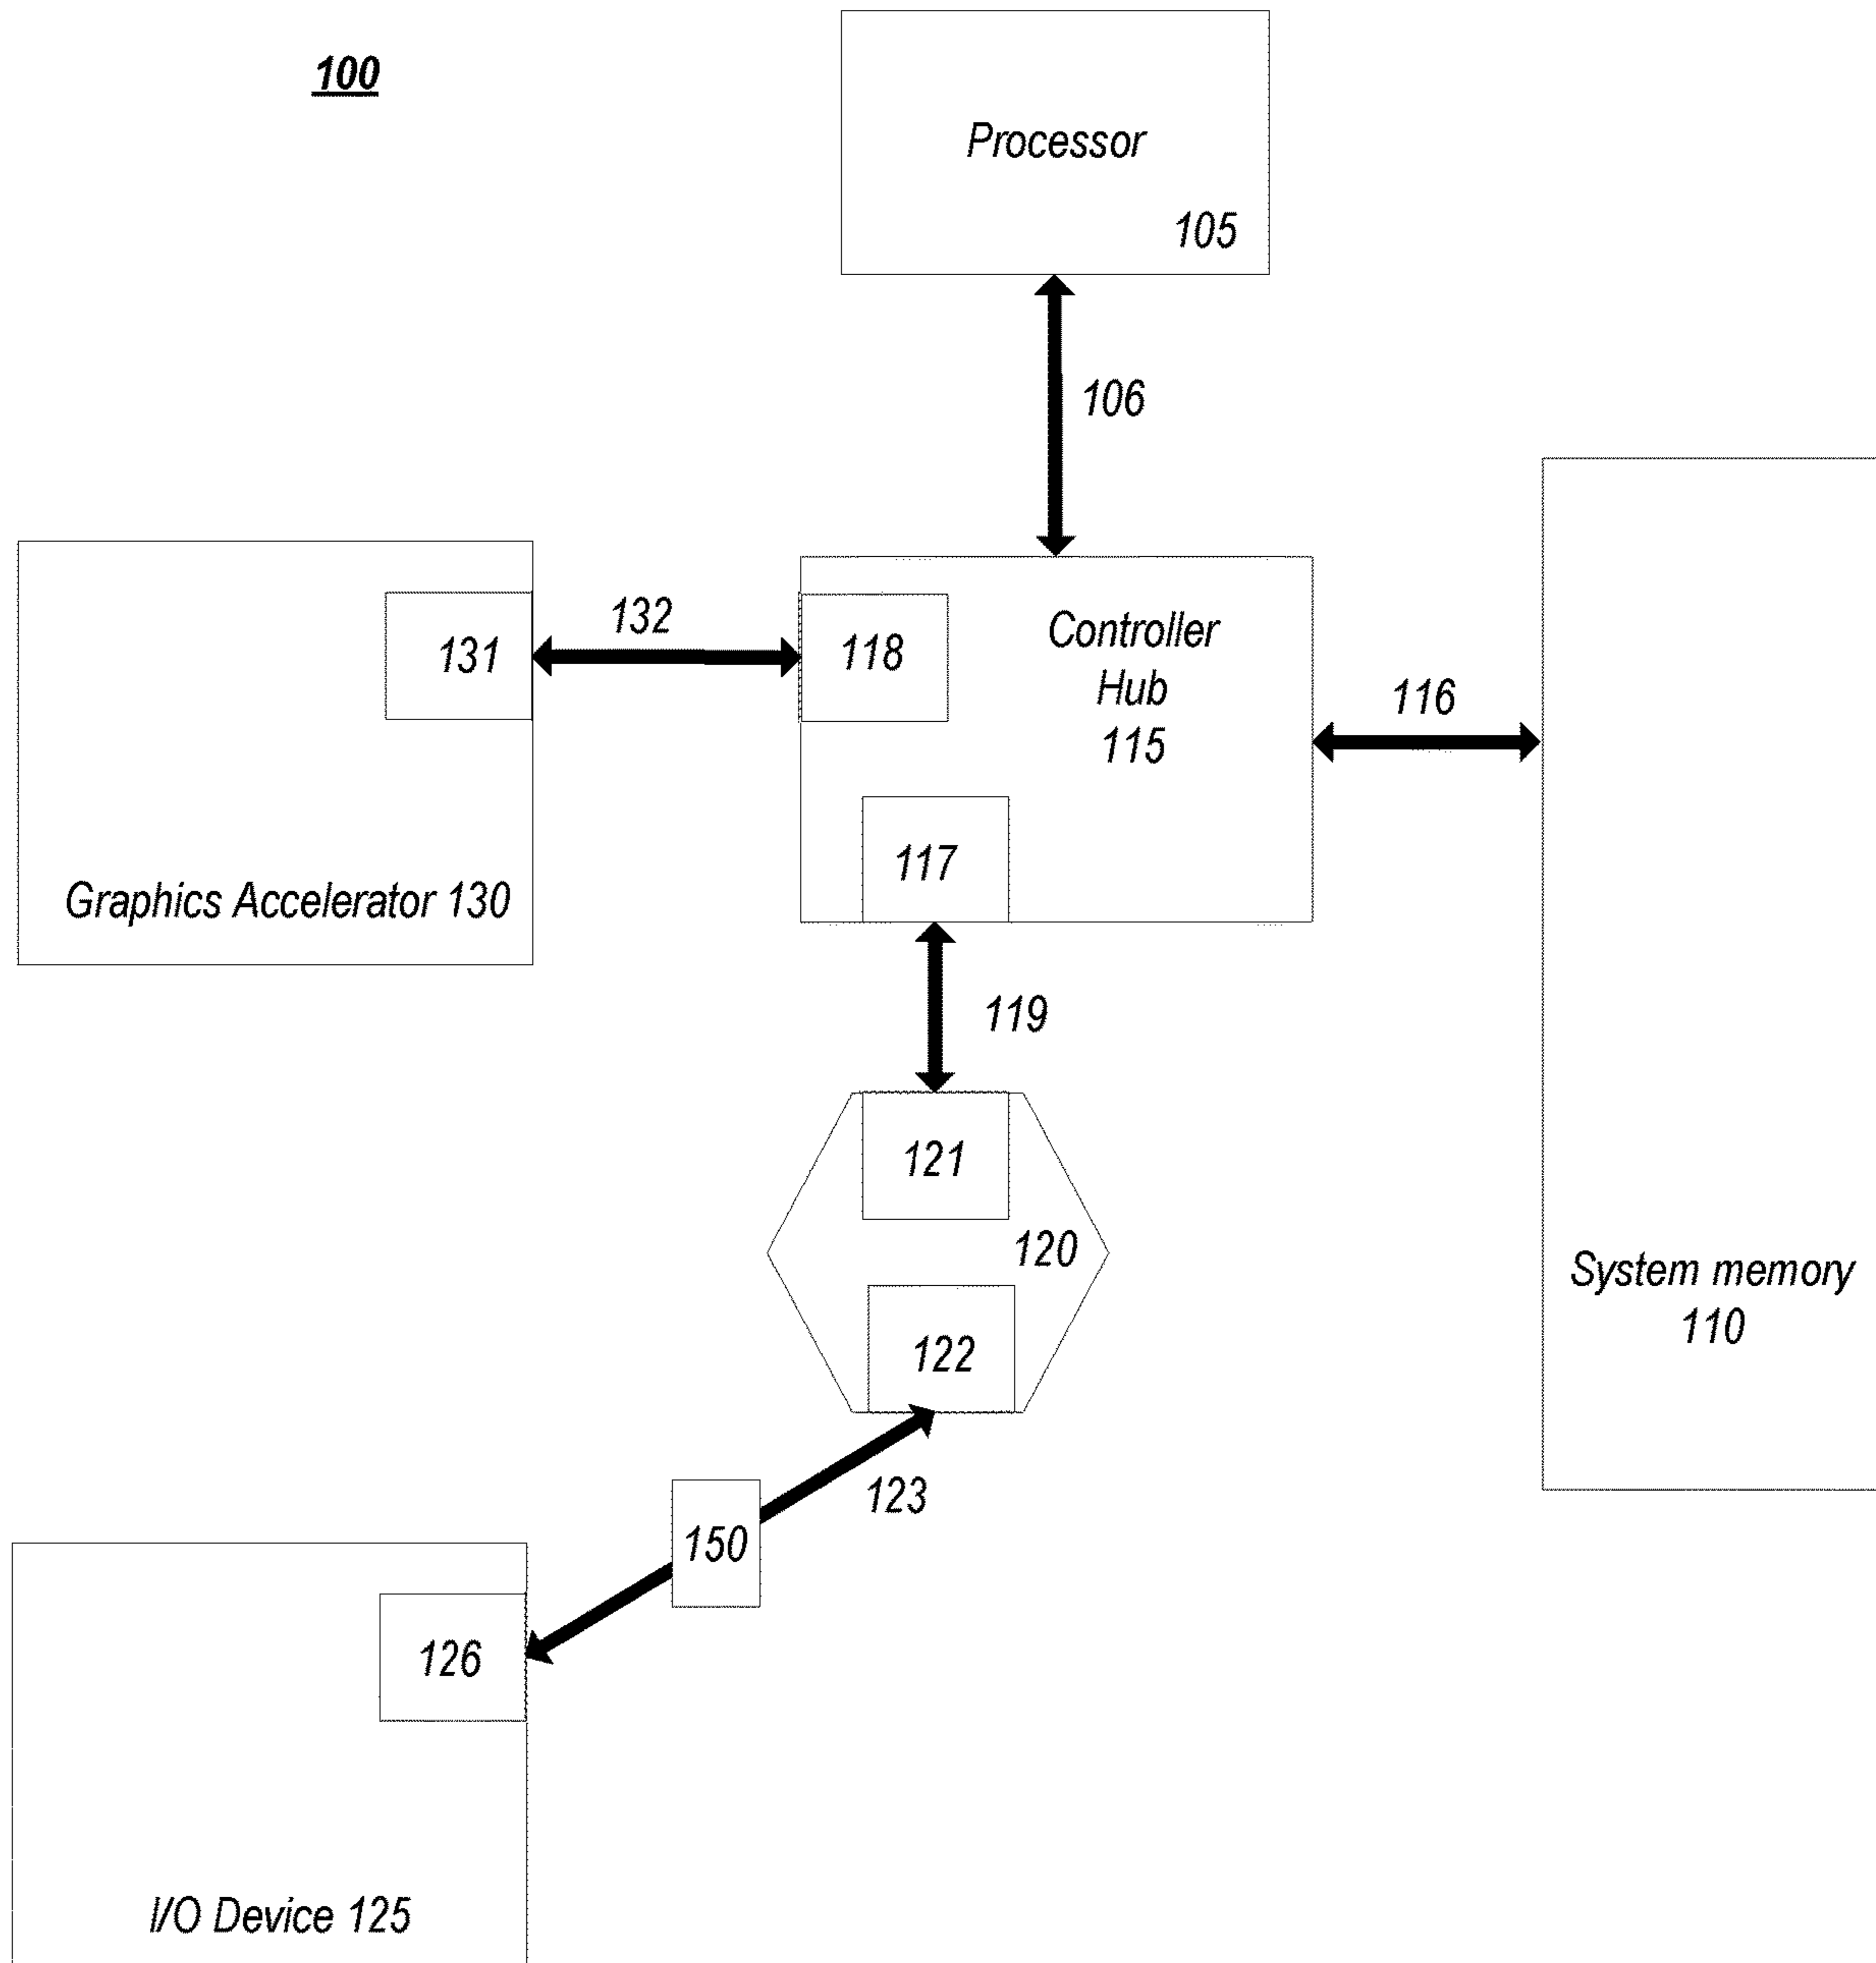 100
Processor
105
106
131
132
118
Controller
Hub
115
116
117
Graphics Accelerator 130
119
121
120
System memory
110
122
123
150
126
I/O Device 125